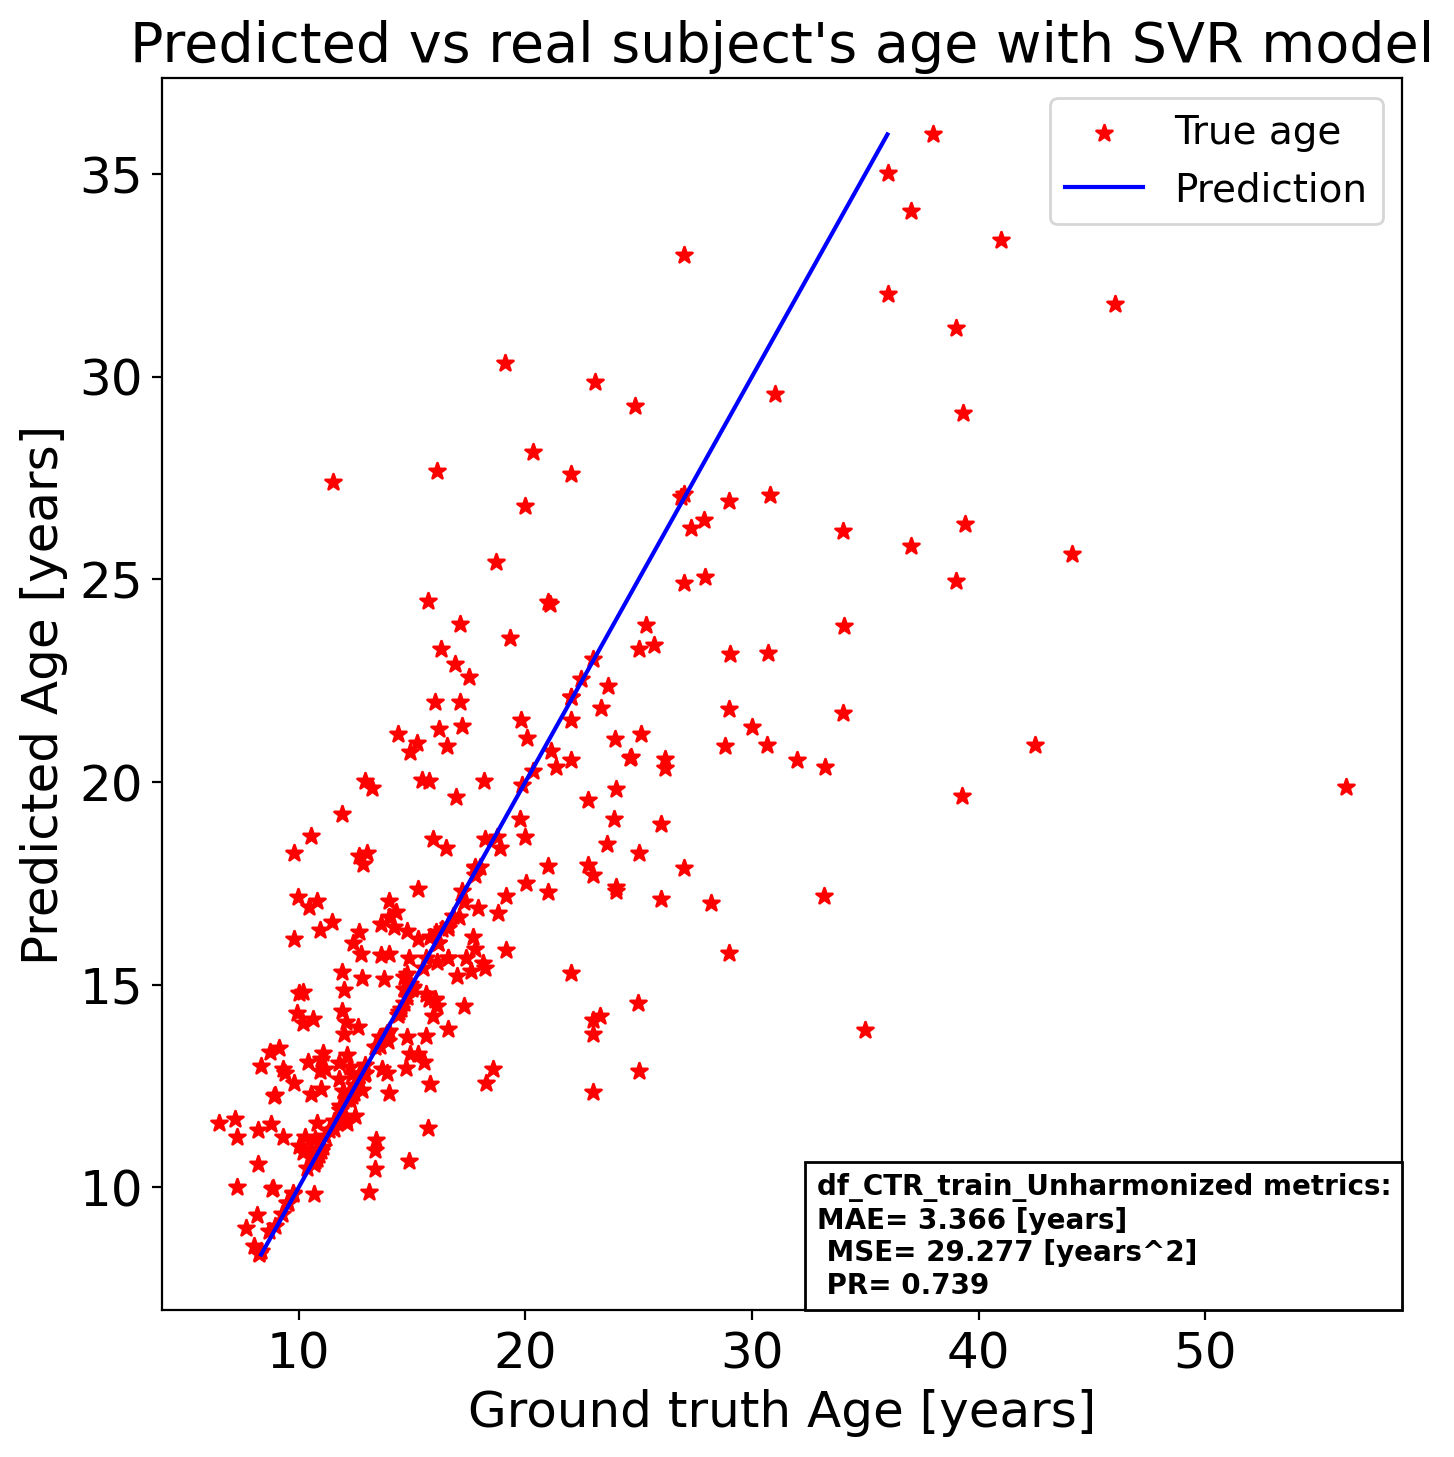 Predicted vs real subject's age with SVR model
True age
Prediction
35
30
25
20
15
10
Predicted Age [years]
df_CTR_train_Unharmonized metrics:
MAE= 3.366 [years]
MSE= 29.277 [years^2]
PR= 0.739
10 20 30 40 50
Ground truth Age [years]